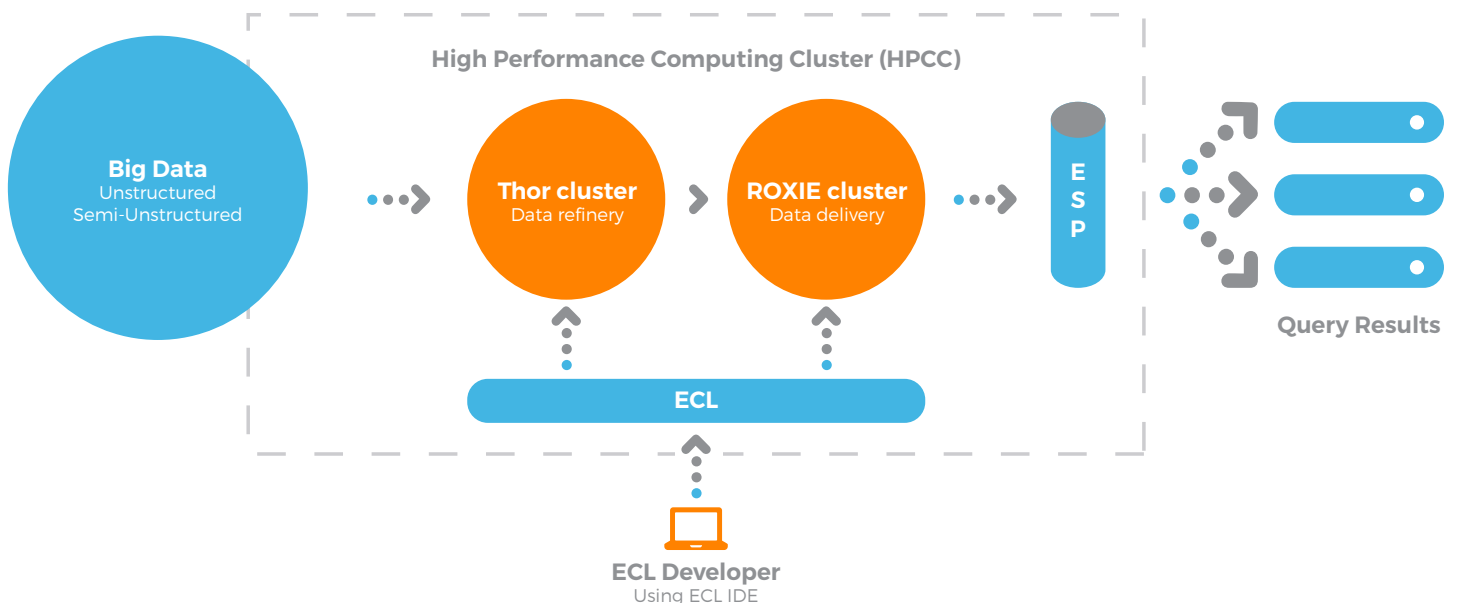 High Performance Computing Cluster (HPCC)
Big Data
Unstructured
Semi-Unstructured
Thor cluster
Data refinery
ROXIE cluster
Data delivery
E
S
P
Query Results
ECL
ECL Developer
Using ECL IDE